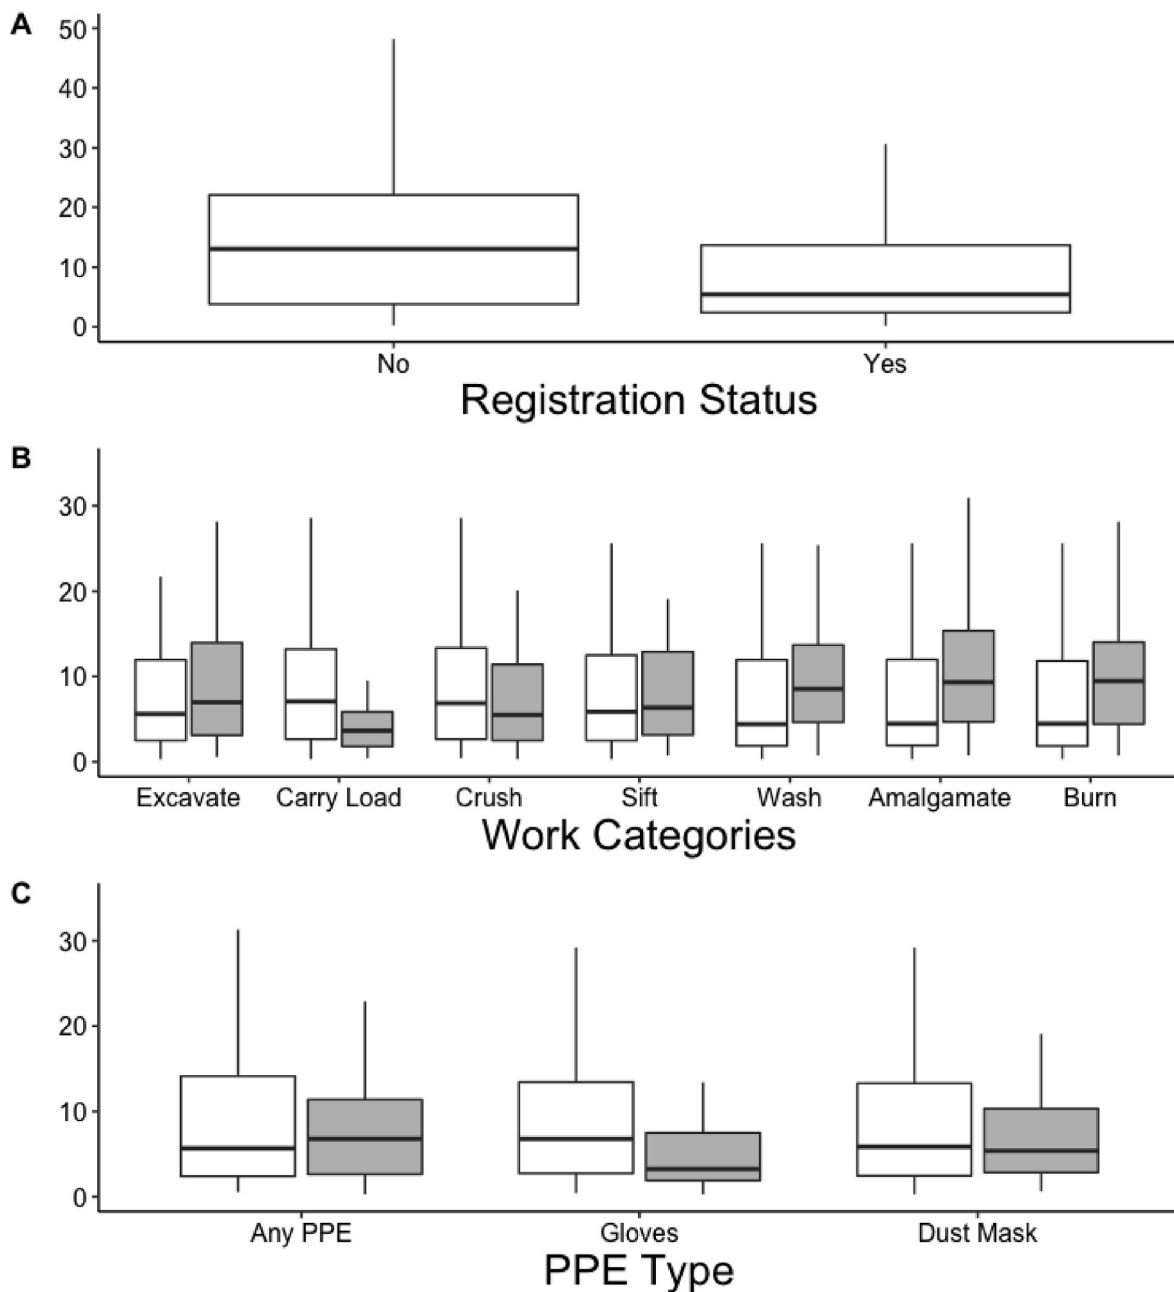 A
50
40
30
20
10
0
No Yes
Registration Status
B
30
20
10
0
Excavate Carry Load Crush Sift Wash Amalgamate Burn
Work Categories
C
30
20
10
0
Any PPE Gloves Dust Mask
PPE Type